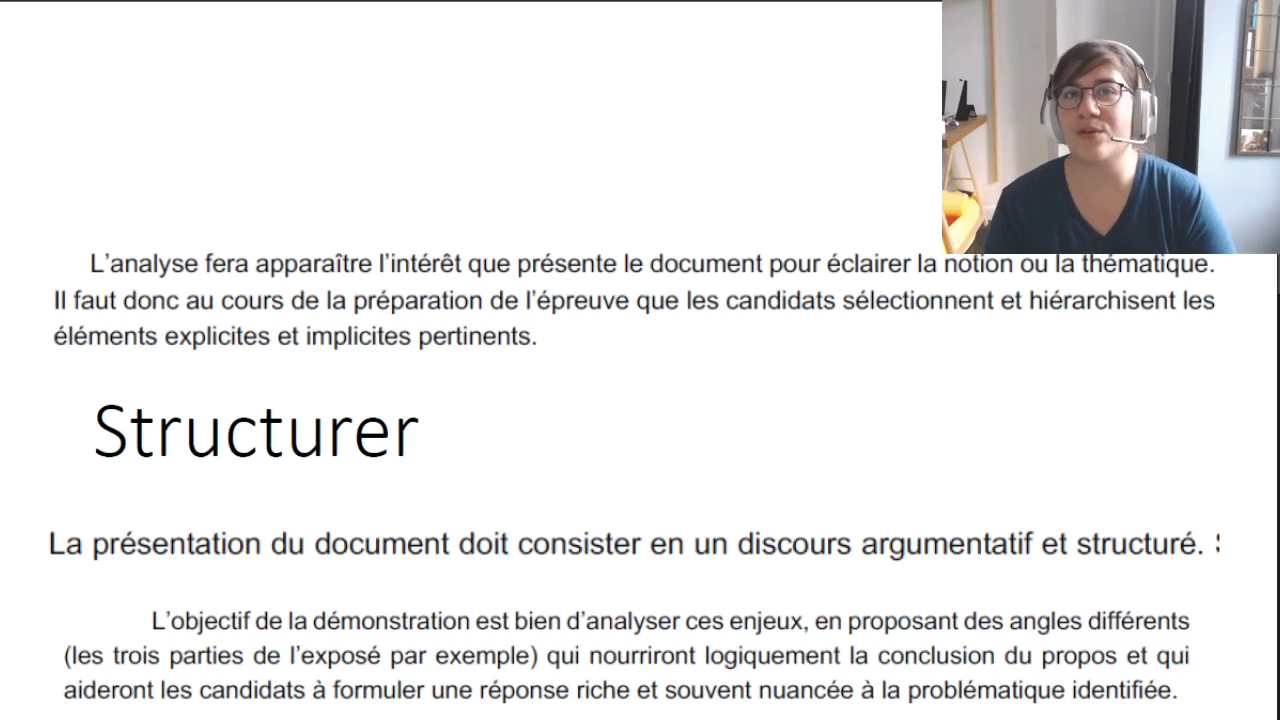 L’analyse fera apparaître l’intérêt que présente le document pour éclairer la notion ou la thématique.
Il faut donc au cours de la préparation de l’épreuve que les candidats sélectionnent et hiérarchisent les
éléments explicites et implicites pertinents.
Structurer
La présentation du document doit consister en un discours argumentatif et structuré.
L’objectif de la démonstration est bien d’analyser ces enjeux, en proposant des angles différents
(les trois parties de l’exposé par exemple) qui nourriront logiquement la conclusion du propos et qui
aideront les candidats à formuler une réponse riche et souvent nuancée à la problématique identifiée.